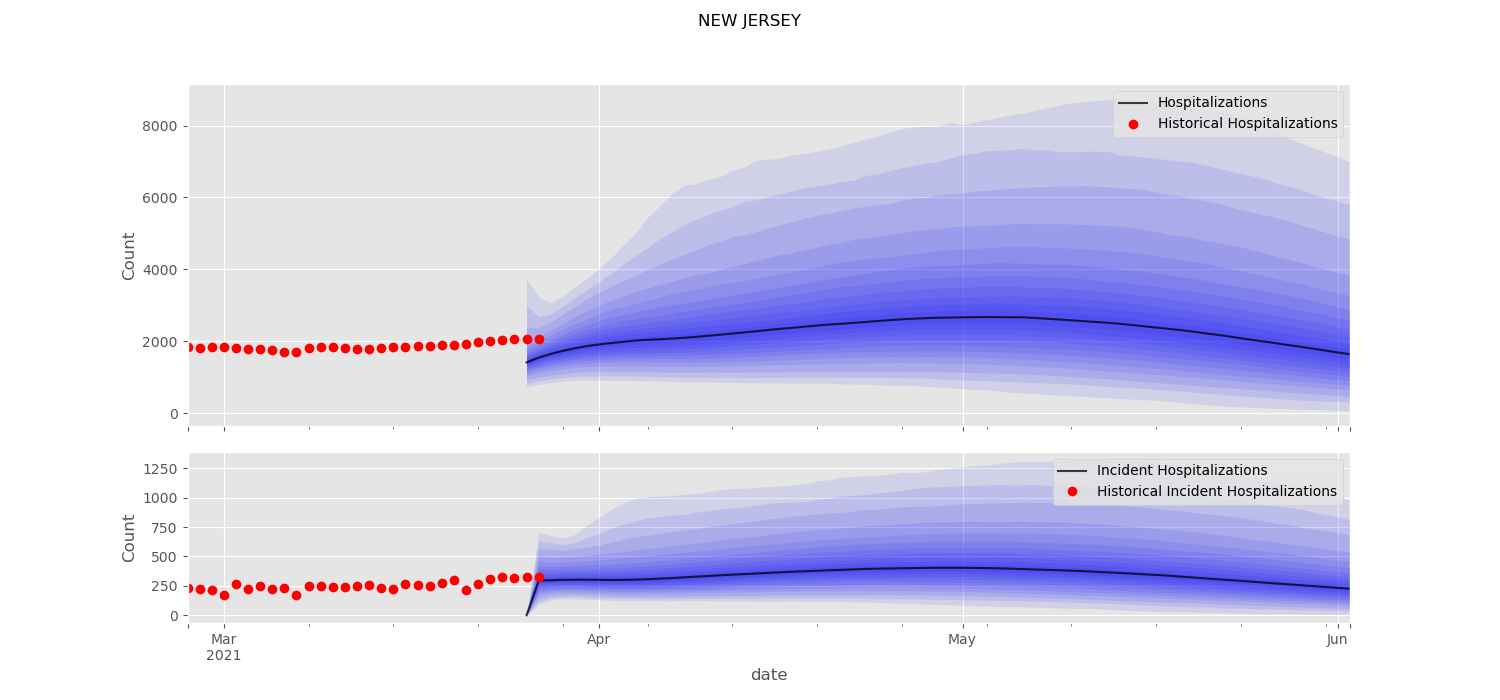 NEW JERSEY
Hospitalizations
Historical Hospitalizations
8000
6000
4000
2000
0
Count
Incident Hospitalizations
Historical Incident Hospitalizations
1250
1000
750
500
250
0
Count
Mar
2021
Apr
May
Jun
date